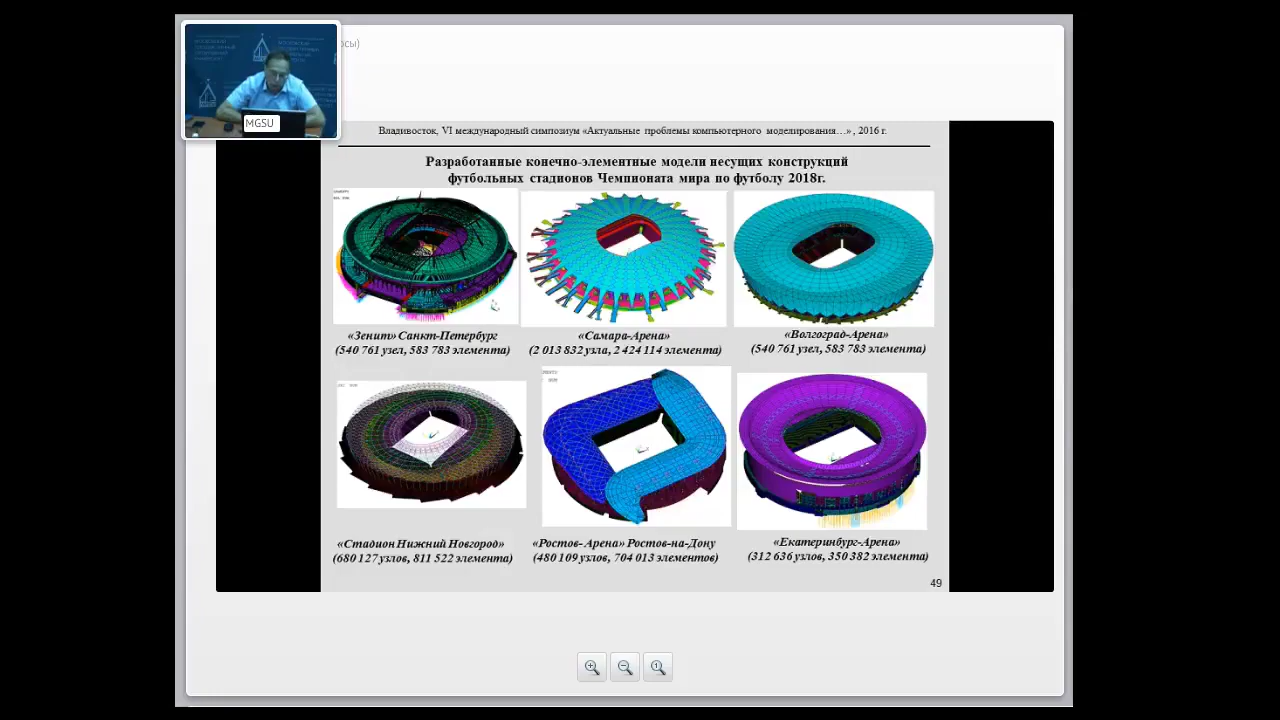 осы)
MGSU
Владивосток, VI международный симпозиум «Актуальные проблемы компьютерного моделирования…» , 2016 г.
Разработанные конечно-элементные модели несущих конструкций
футбольных стадионов Чемпионата мира по футболу 2018г.
«Зенит» Санкт-Петербург
(540 761 узел, 583 783 элемента)
«Самара-Арена»
(2 013 832 узла, 2 424 114 элемента)
«Волгоград-Арена»
(540 761 узел, 583 783 элемента)
«Стадион Нижний Новгород»
(680 127 узлов, 811 522 элемента)
«Ростов- Арена» Ростов-на-Дону
(480 109 узлов, 704 013 элементов)
«Екатеринбург-Арена»
(312 636 узлов, 350 382 элемента)
49